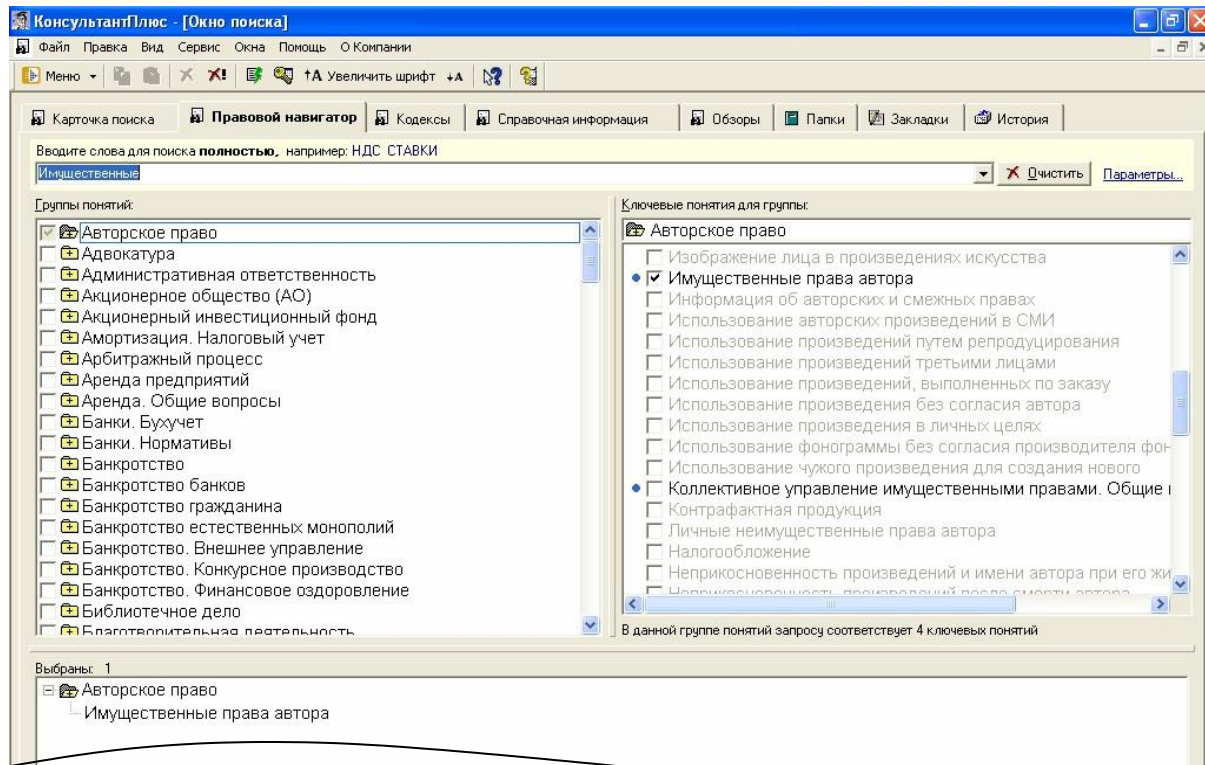 КонсультантПлюс - [Окно поиска]
Файл Правка Вид Сервис Окна Помощь О Компании
Меню А Увеличить шрифт А
Карточка поиска Правовой навигатор Кодексы Справочная информация Обзоры Папки Закладки История
Вводите слова для поиска полностью, например: НДС СТАВКИ
Имущественные Очистить Параметры...
Группы понятий:
Авторское право
Адвокатура
Административная ответственность
Акционерное общество (АО)
Акционерный инвестиционный фонд
Амортизация. Налоговый учет
Арбитражный процесс
Аренда предприятий
Аренда. Общие вопросы
Банки. Бухучет
Банки. Нормативы
Банкротство
Банкротство банков
Банкротство гражданина
Банкротство естественных монополий
Банкротство. Внешнее управление
Банкротство. Конкурсное производство
Банкротство. Финансовое оздоровление
Библиотечное дело
Благотворительная деятельность
Ключевые понятия для группы:
Авторское право
Изображение лица в произведениях искусства
Имущественные права автора
Информация об авторских и смежных правах
Использование авторских произведений в СМИ
Использование произведений путем репродуцирования
Использование произведений третьими лицами
Использование произведений, выполненных по заказу
Использование произведения без согласия автора
Использование произведения в личных целях
Использование фонограммы без согласия производителя фон
Использование чужого произведения для создания нового
Коллективное управление имущественными правами. Общие
Контрафактная продукция
Личные неимущественные права автора
Налогообложение
Неприкосновенность произведений и имени автора при его жи
Неприкосновенность произведений после смерти автора
В данной группе понятий запросу соответствует 4 ключевых понятий
Выбраны: 1
Авторское право
Имущественные права автора